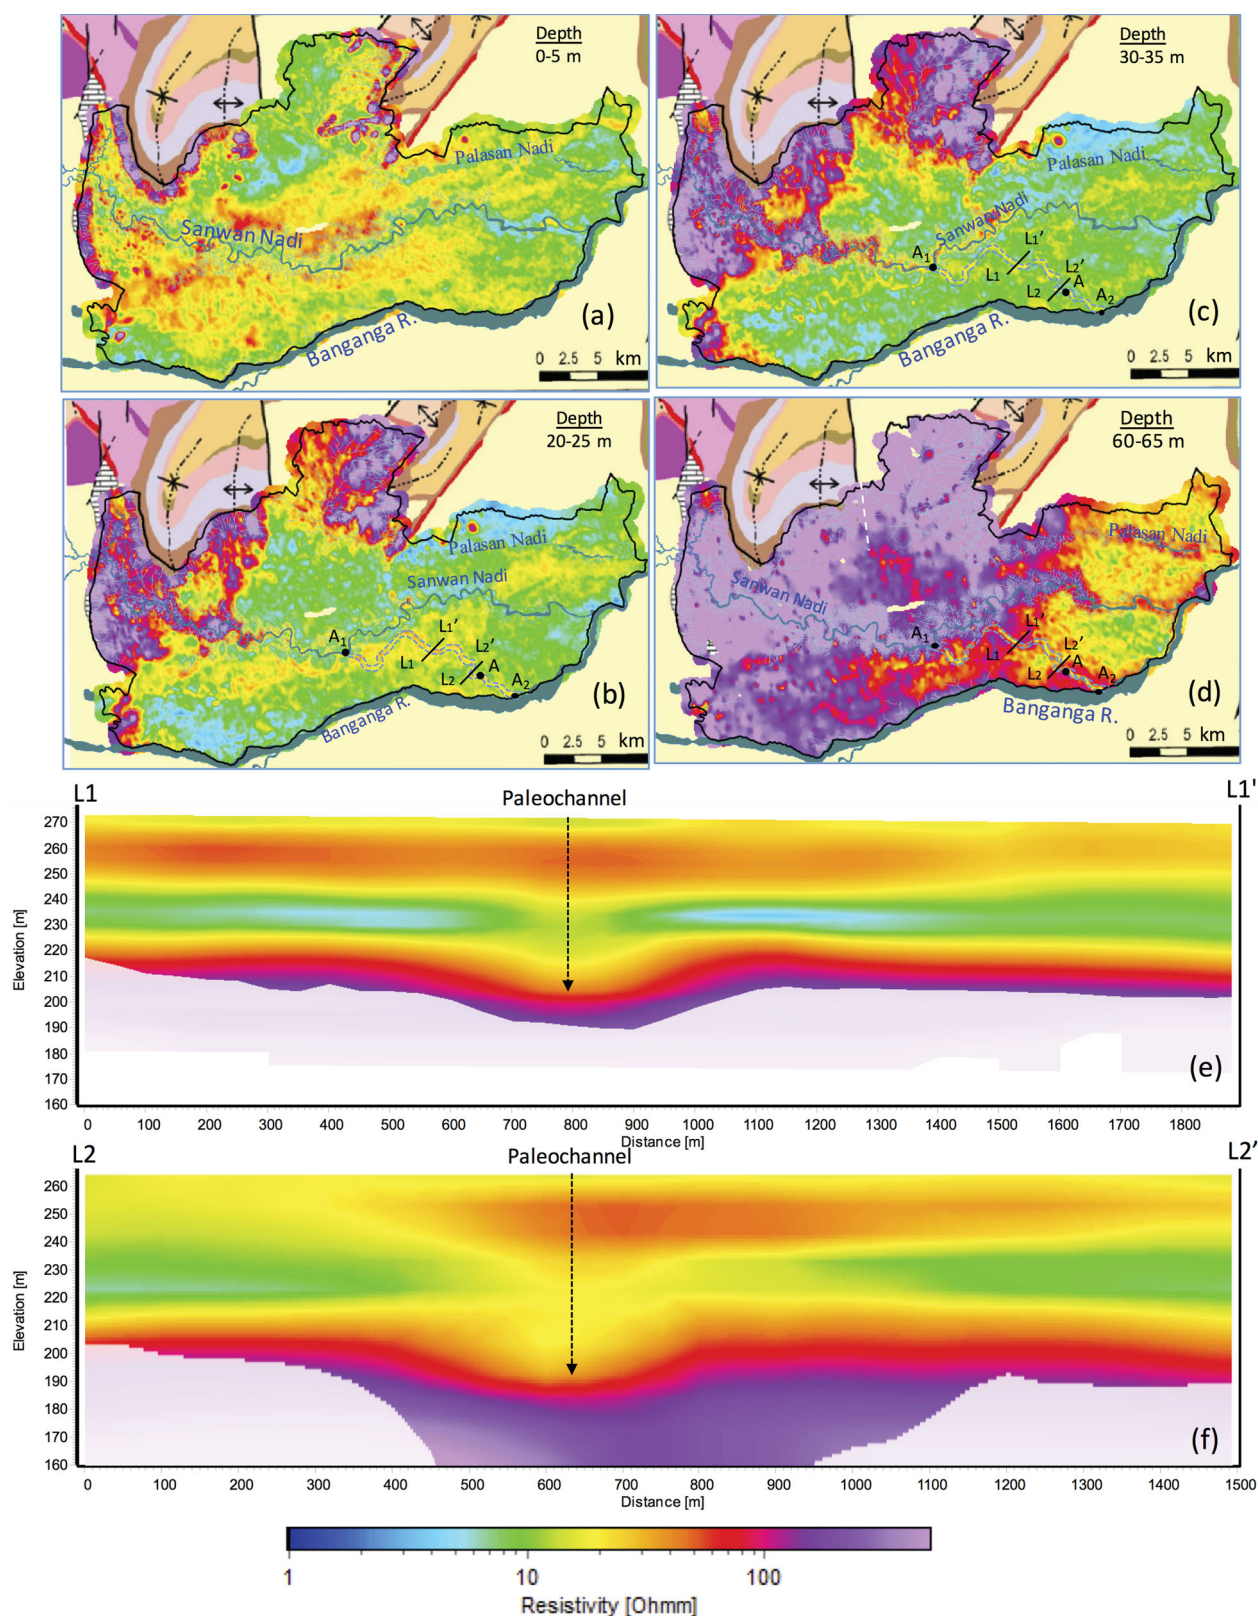 Depth
0-5 m
Palasan Nadi
Sanwan Nadi
Banganga R.
(a)
0 2.5 5 km
Depth
30-35 m
Palasan Nadi
Sanwan Nadi
A1
L1'
L1
L2'
L2
A
A2
Banganga R.
(c)
0 2.5 5 km
Depth
20-25 m
Palasan Nadi
Sanwan Nadi
A1
L1'
L1
L2'
L2
A
A2
Banganga R.
(b)
0 2.5 5 km
Depth
60-65 m
Palasan Nadi
Sanwan Nadi
A1
L1'
L1
L2'
L2
A
A2
Banganga R.
(d)
0 2.5 5 km
L1
Paleochannel
L1'
270
260
250
240
230
220
210
200
190
180
170
160
Elevation [m]
(e)
0 100 200 300 400 500 600 700 800 900 1000 1100 1200 1300 1400 1500 1600 1700 1800
Distance [m]
L2
Paleochannel
L2’
260
250
240
230
220
210
200
190
180
170
160
Elevation [m]
(f)
0 100 200 300 400 500 600 700 800 900 1000 1100 1200 1300 1400 1500
Distance [m]
1 10 100
Resistivity [Ohmm]